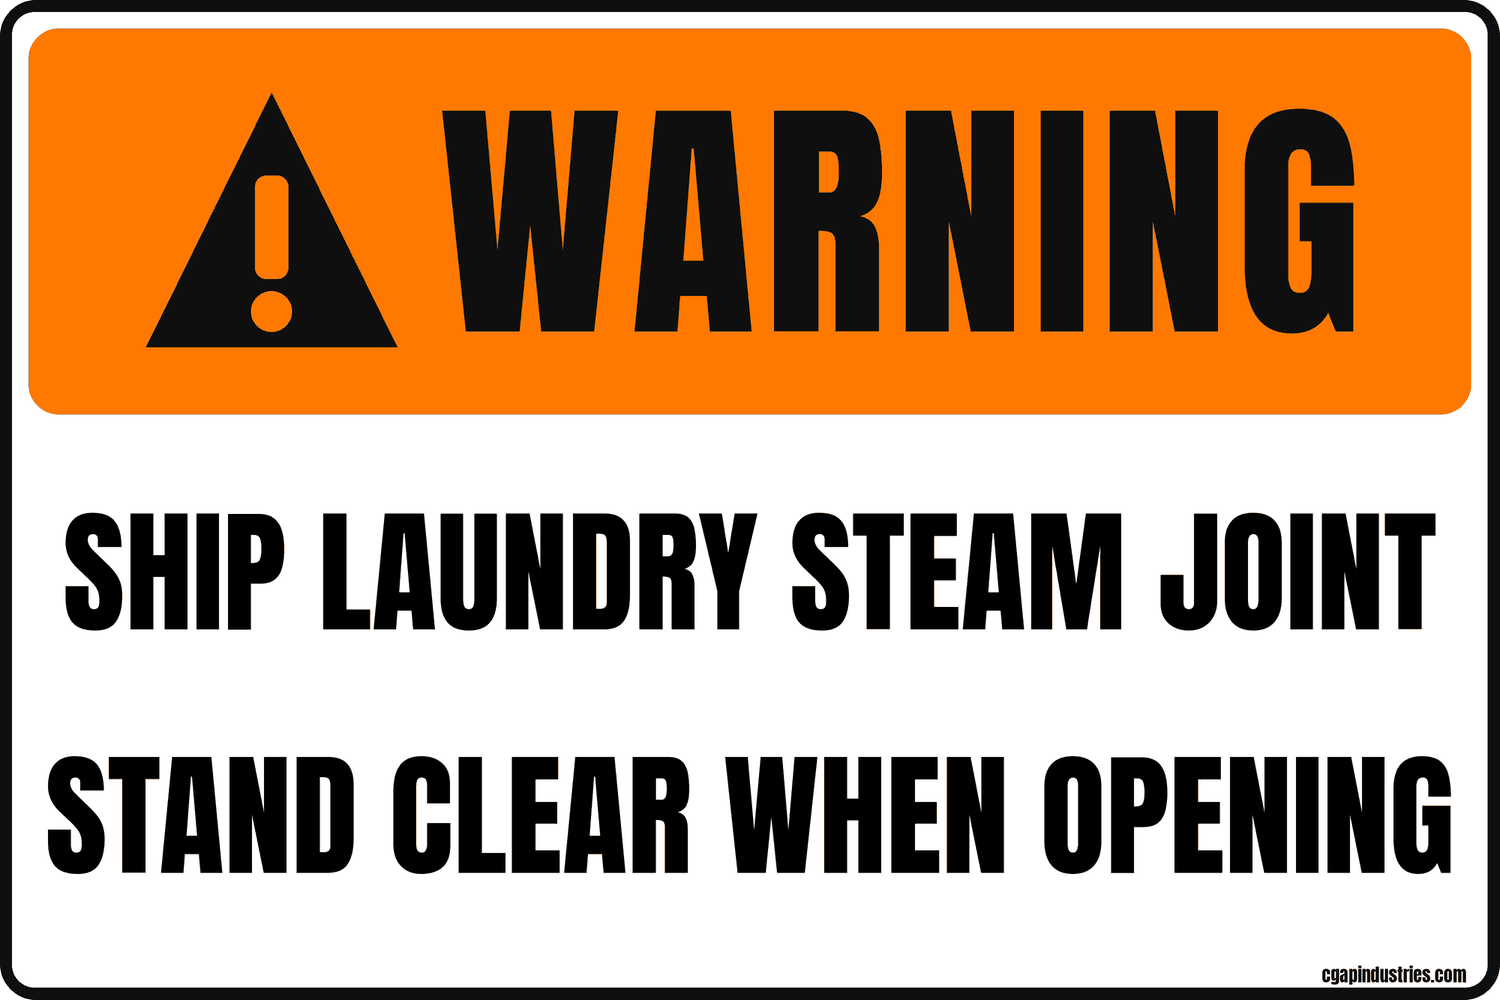 WARNING
SHIP LAUNDRY STEAM JOINT
STAND CLEAR WHEN OPENING
cgapindustries.com